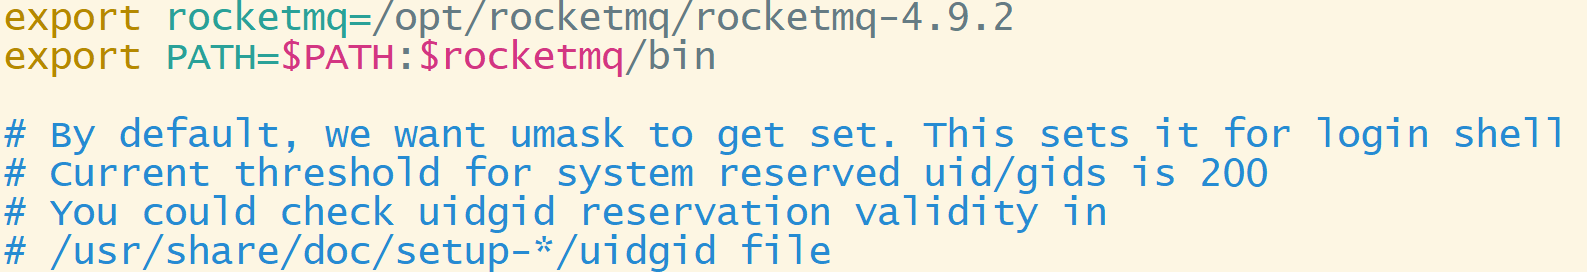 export rocketmq=/opt/rocketmq/rocketmq-4.9.2
export PATH=$PATH:$rocketmq/bin
# By default, we want umask to get set. This sets it for login shell
# Current threshold for system reserved uid/gids is 200
# You could check uidgid reservation validity in
# /usr/share/doc/setup-*/uidgid file